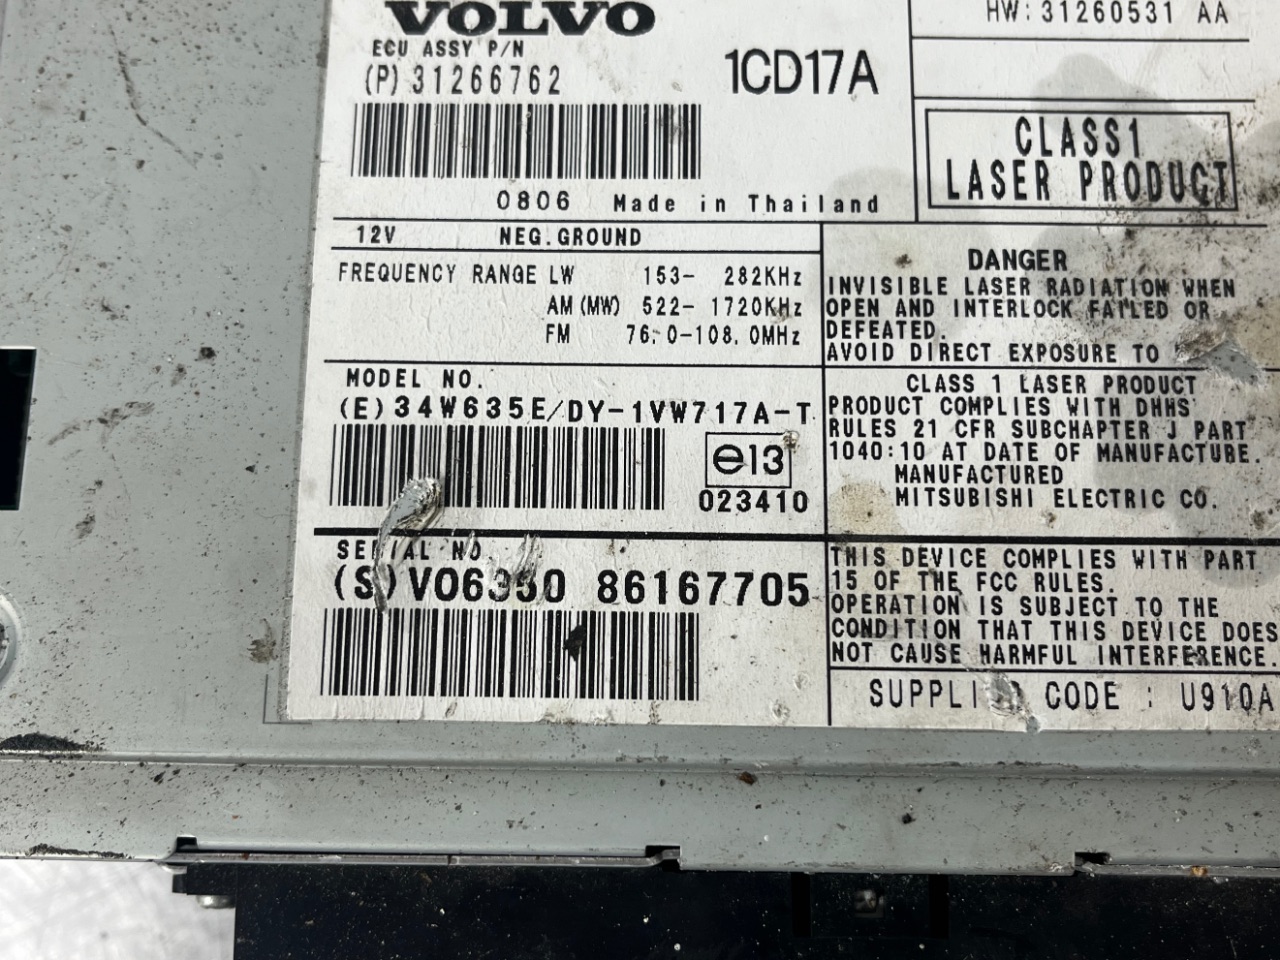 VOLVO
ECU ASSY P/N
(P) 31266762
1CD17A
0806 Made in Thailand
HW:31260531 AA
CLASS1
LASER PRODUCT
12V NEG.GROUND
FREQUENCY RANGE LW 153- 282KHz
AM(MW) 522- 1720KHz
FM 76.0-108.0MHz
DANGER
INVISIBLE LASER RADIATION WHEN
OPEN AND INTERLOCK FAILED OR
DEFEATED.
AVOID DIRECT EXPOSURE TO
MODEL NO.
(E) 34W635E/DY-1VW717A-T
e13
023410
CLASS 1 LASER PRODUCT
PRODUCT COMPLIES WITH DHHS
RULES 21 CFR SUBCHAPTER J PART
1040:10 AT DATE OF MANUFACTURE.
MANUFACTURED
MITSUBISHI ELECTRIC CO.
SERIAL NO.
(S) V06350 86167705
THIS DEVICE COMPLIES WITH PART
15 OF THE FCC RULES.
OPERATION IS SUBJECT TO THE
CONDITION THAT THIS DEVICE DOES
NOT CAUSE HARMFUL INTERFERENCE.
SUPPLIER CODE : U910A